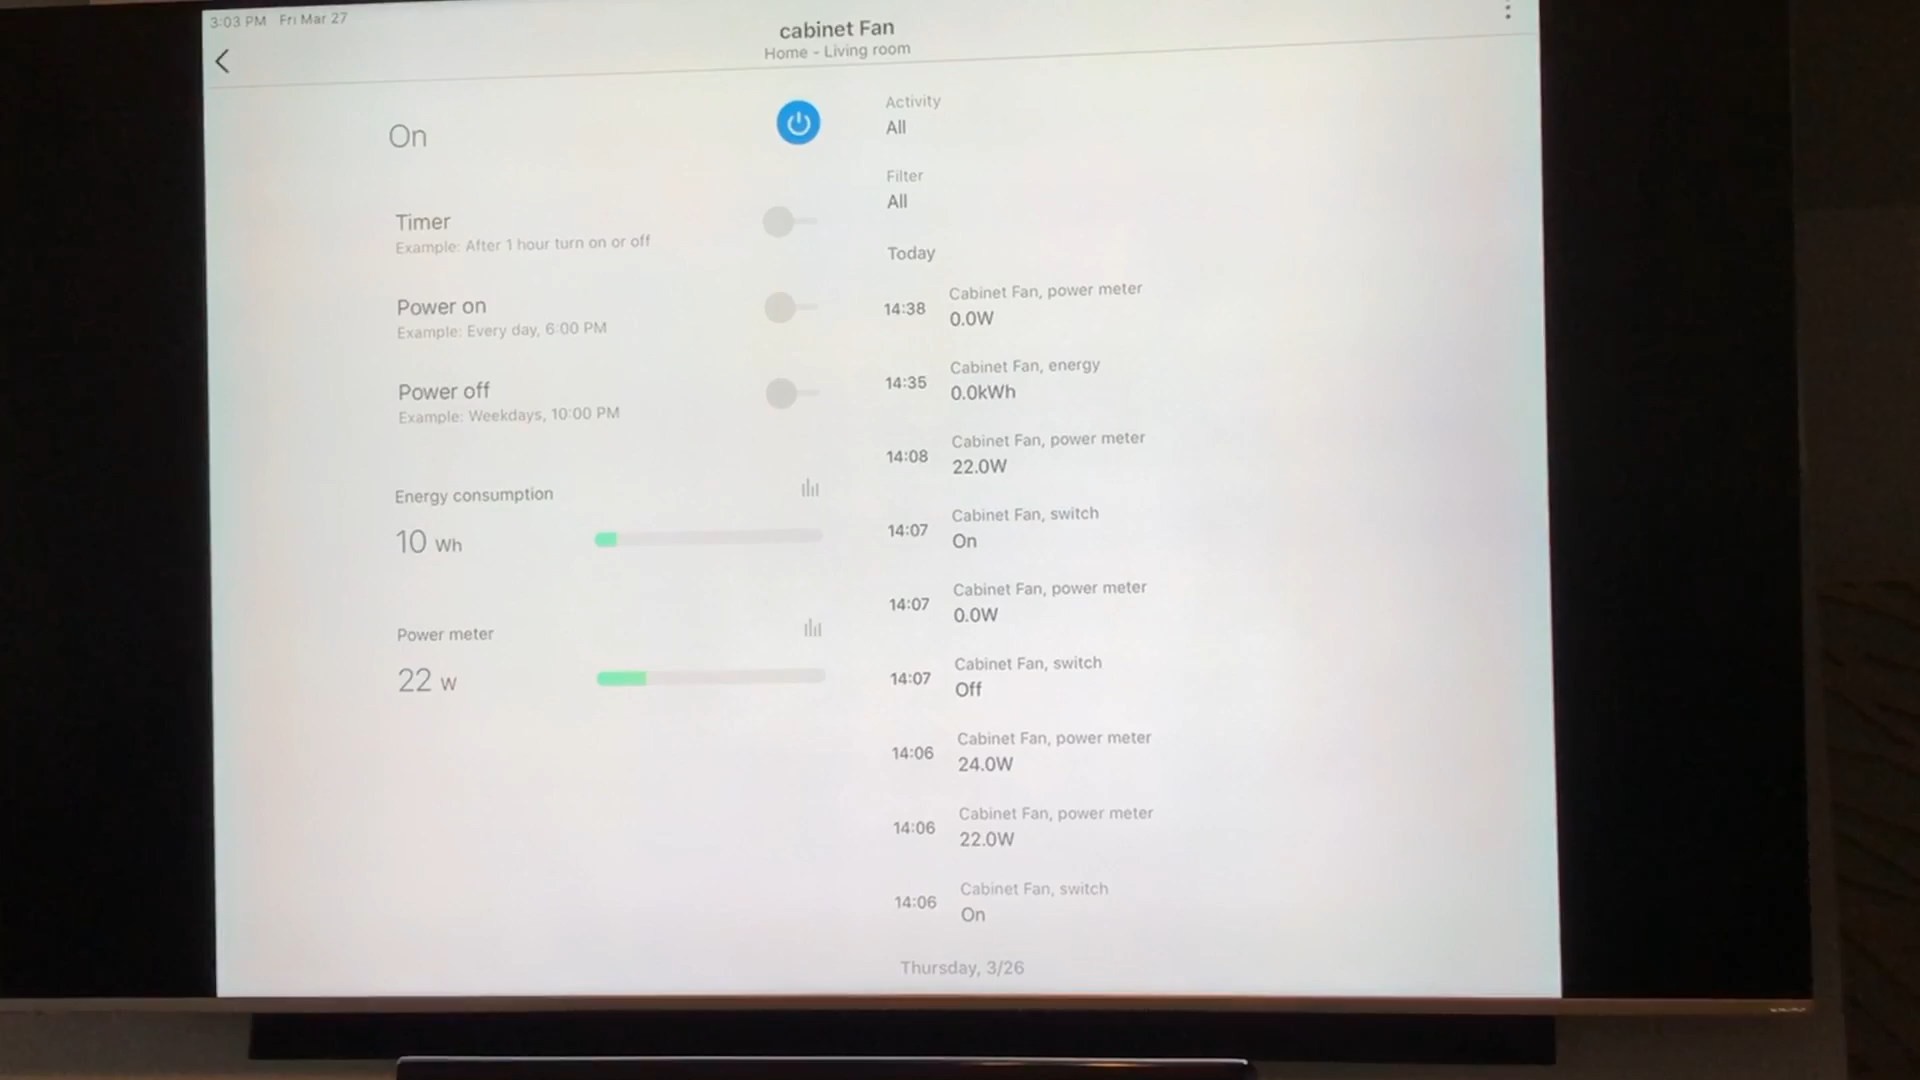 3:03 PM Fri Mar 27
cabinet Fan
Home - Living room
On
Timer
Example: After 1 hour turn on or off
Power on
Example: Every day, 6:00 PM
Power off
Example: Weekdays, 10:00 PM
Energy consumption
10 Wh
Power meter
22 W
Activity
All
Filter
All
Today
14:38 Cabinet Fan, power meter
0.0W
14:35 Cabinet Fan, energy
0.0kWh
14:08 Cabinet Fan, power meter
22.0W
14:07 Cabinet Fan, switch
On
14:07 Cabinet Fan, power meter
0.0W
14:07 Cabinet Fan, switch
Off
14:06 Cabinet Fan, power meter
24.0W
14:06 Cabinet Fan, power meter
22.0W
14:06 Cabinet Fan, switch
On
Thursday, 3/26